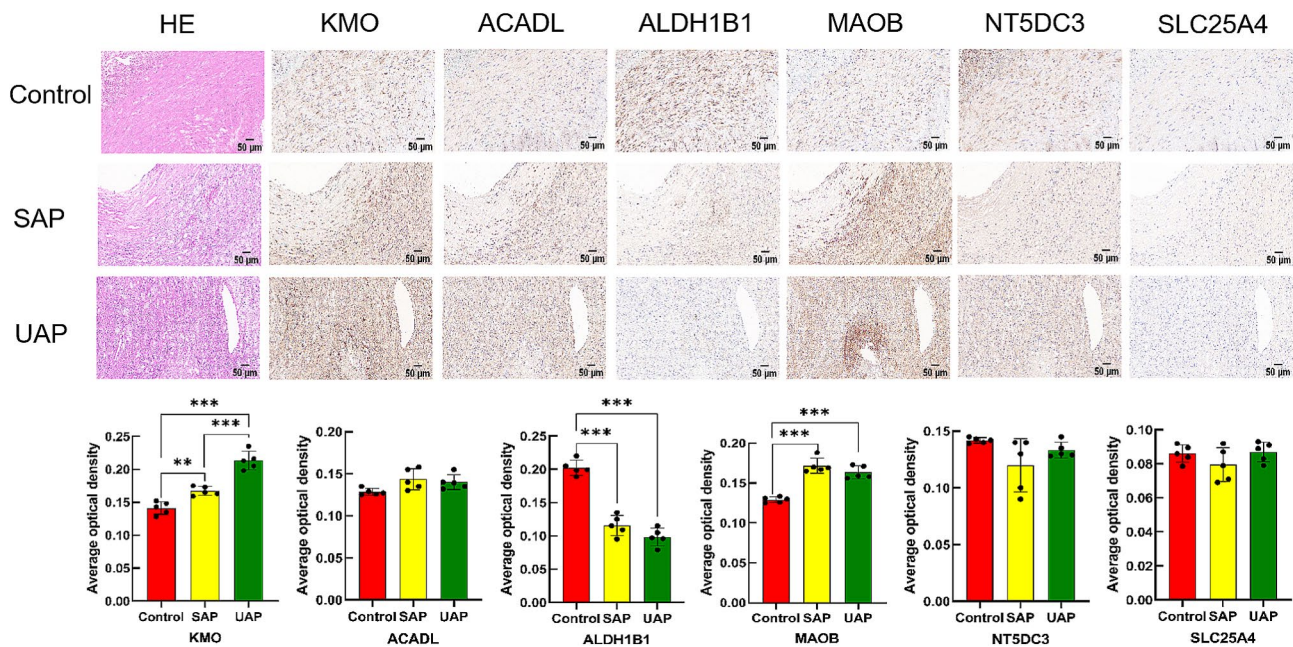 HE KMO ACADL ALDH1B1 MAOB NT5DC3 SLC25A4
Control
50 µm 50 µm 50 µm 50 µm 50 µm 50 µm 50 µm
SAP
50 µm 50 µm 50 µm 50 µm 50 µm 50 µm 50 µm
UAP
50 µm 50 µm 50 µm 50 µm 50 µm 50 µm 50 µm
Average optical density
0.25
0.20
0.15
0.10
0.05
0.00
***
***
**
Control SAP UAP
KMO
Average optical density
0.20
0.15
0.10
0.05
0.00
Control SAP UAP
ACADL
Average optical density
0.25
0.20
0.15
0.10
0.05
0.00
***
***
Control SAP UAP
ALDH1B1
Average optical density
0.20
0.15
0.10
0.05
0.00
***
***
Control SAP UAP
MAOB
Average optical density
0.15
0.10
0.05
0.00
Control SAP UAP
NT5DC3
Average optical density
0.10
0.08
0.06
0.04
0.02
0.00
Control SAP UAP
SLC25A4